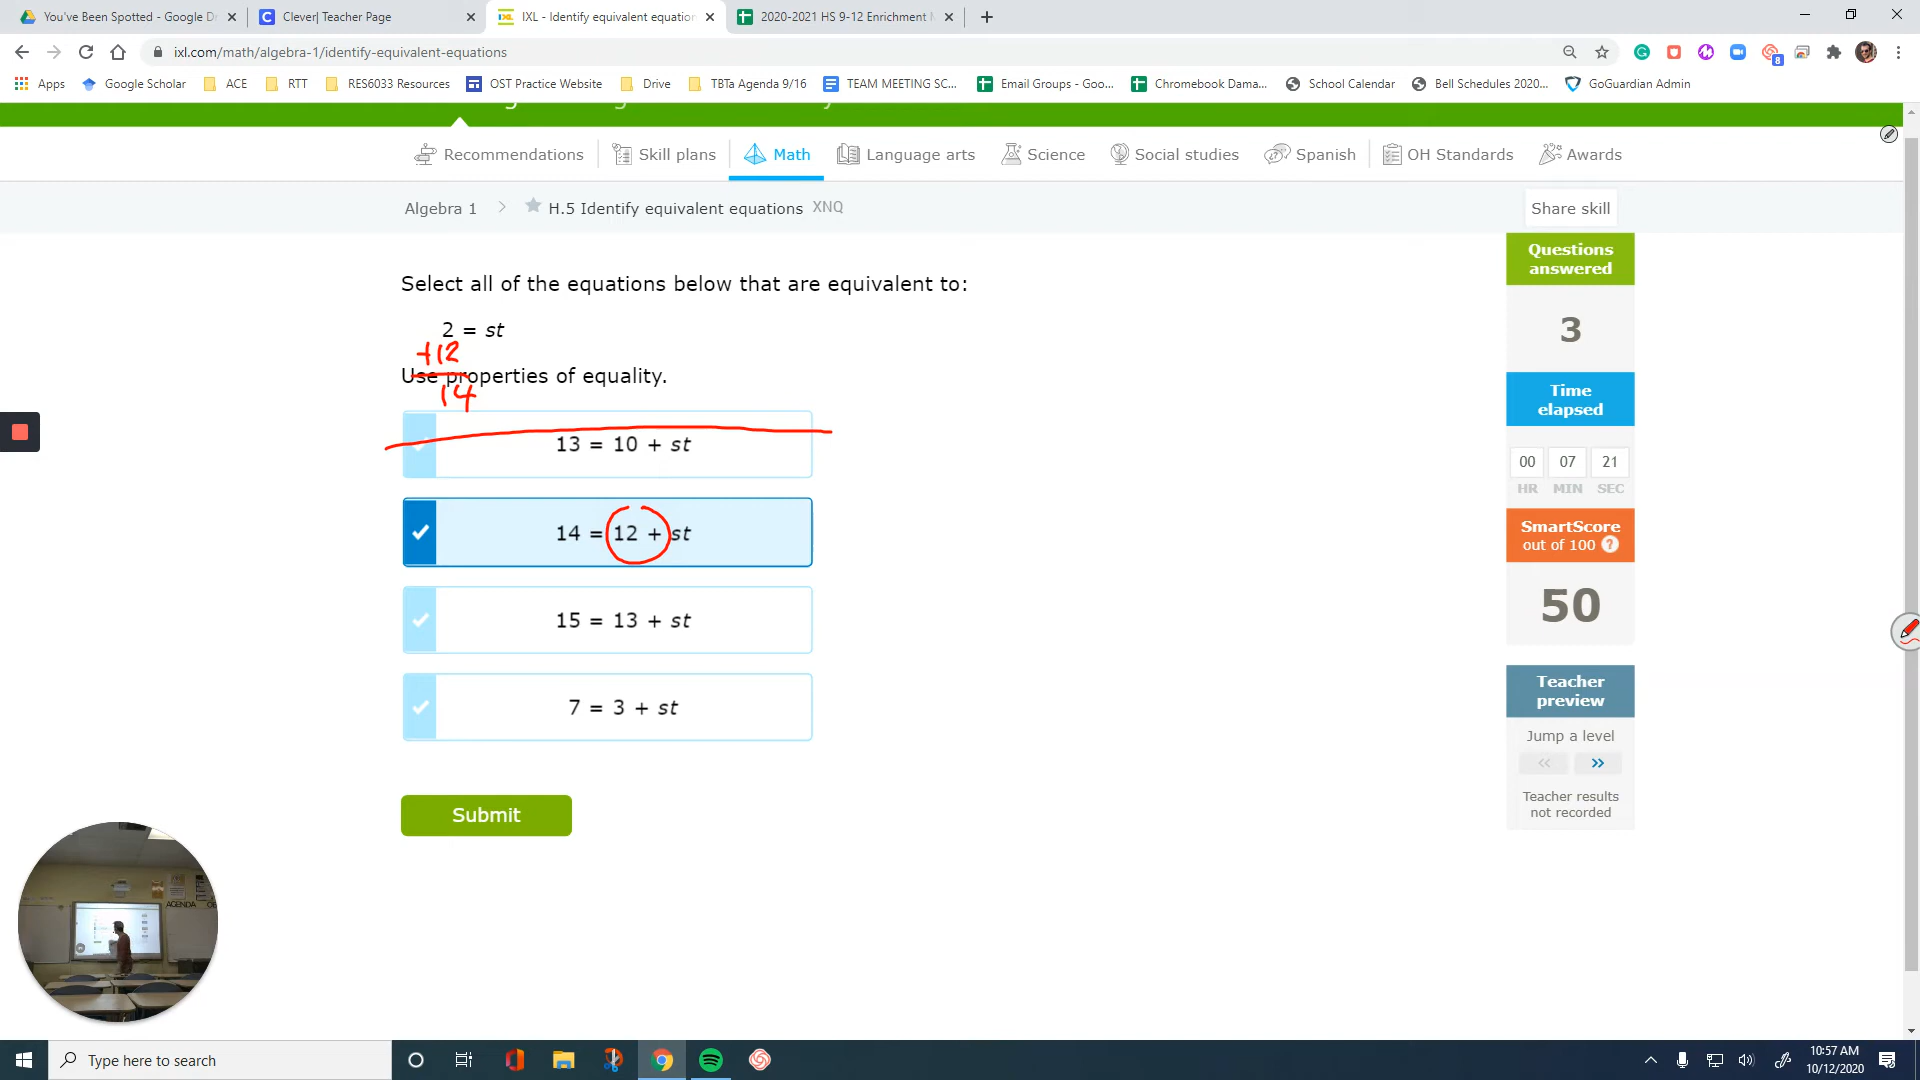 You've Been Spotted - Google D
Clever| Teacher Page
IXL - Identify equivalent equation
2020-2021 HS 9-12 Enrichment
ixl.com/math/algebra-1/identify-equivalent-equations
8
Apps
Google Scholar
ACE
RTT
RES6033 Resources
OST Practice Website
Drive
TBTa Agenda 9/16
TEAM MEETING SC...
Email Groups - Goo...
Chromebook Dama...
School Calendar
Bell Schedules 2020...
GoGuardian Admin
Recommendations
Skill plans
Math
Language arts
Science
Social studies
Spanish
OH Standards
Awards
Algebra 1 > H.5 Identify equivalent equations XNQ
Share skill
Select all of the equations below that are equivalent to:
2 = st
+12
Use properties of equality.
14
13 = 10 + st
14 = 12 + st
15 = 13 + st
7 = 3 + st
Submit
Questions
answered
3
Time
elapsed
00 07 21
HR MIN SEC
SmartScore
out of 100 ?
50
Teacher
preview
Jump a level
<< >>
Teacher results
not recorded
AGENDA
Type here to search
10:57 AM
10/12/2020